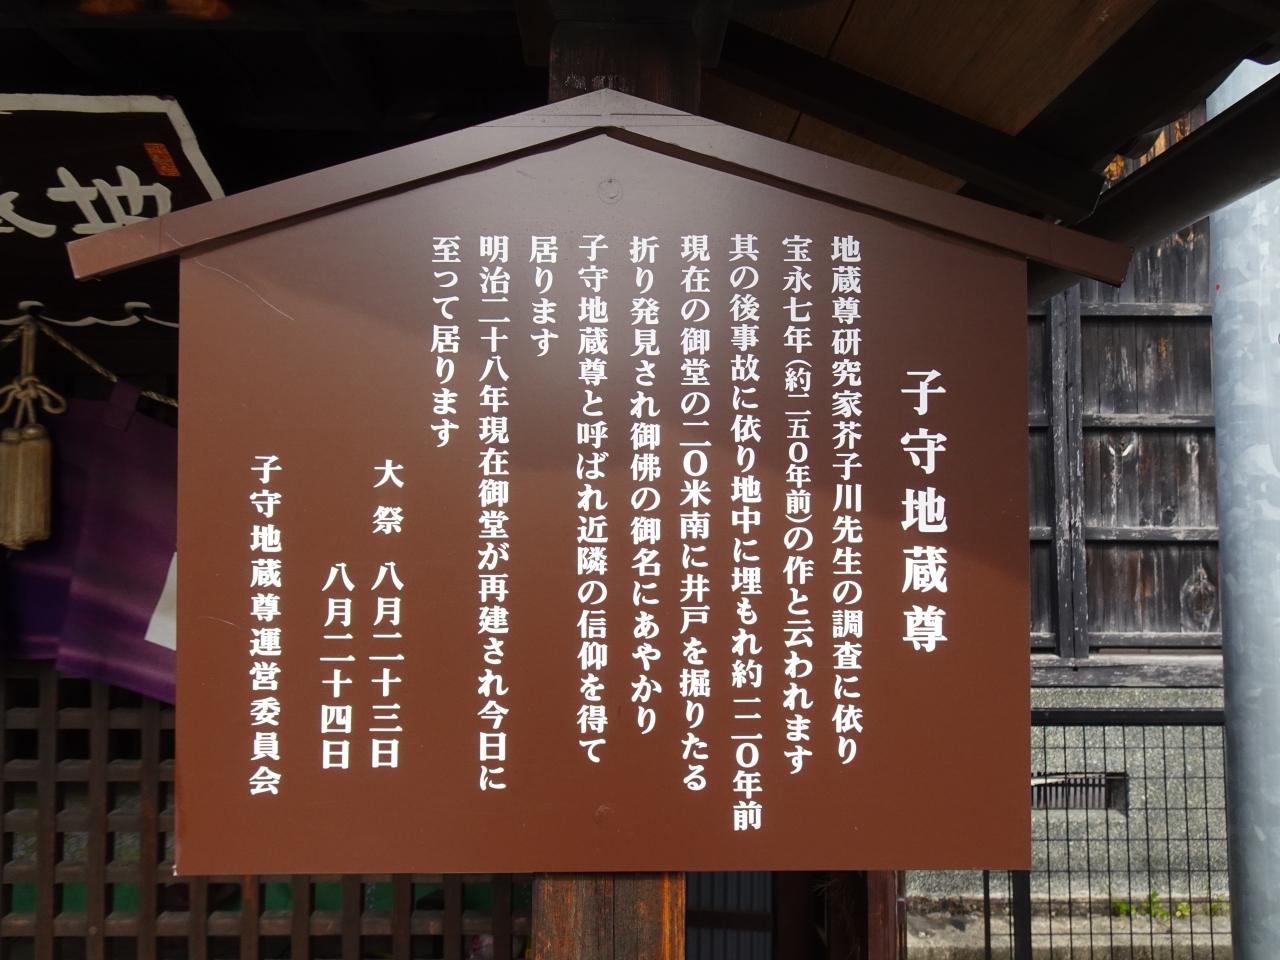 子守地蔵尊
地蔵尊研究家芥子川先生の調査に依り
宝永七年(約二五〇年前)の作と云われます
其の後事故に依り地中に埋もれ約一二〇年前
現在の御堂の二〇米南に井戸を掘りたる
折り発見され御佛の御名にあやかり
子守地蔵尊と呼ばれ近隣の信仰を得て
居ります
明治二十八年現在御堂が再建され今日に
至って居ります
大祭 八月二十三日
八月二十四日
子守地蔵尊運営委員会
地